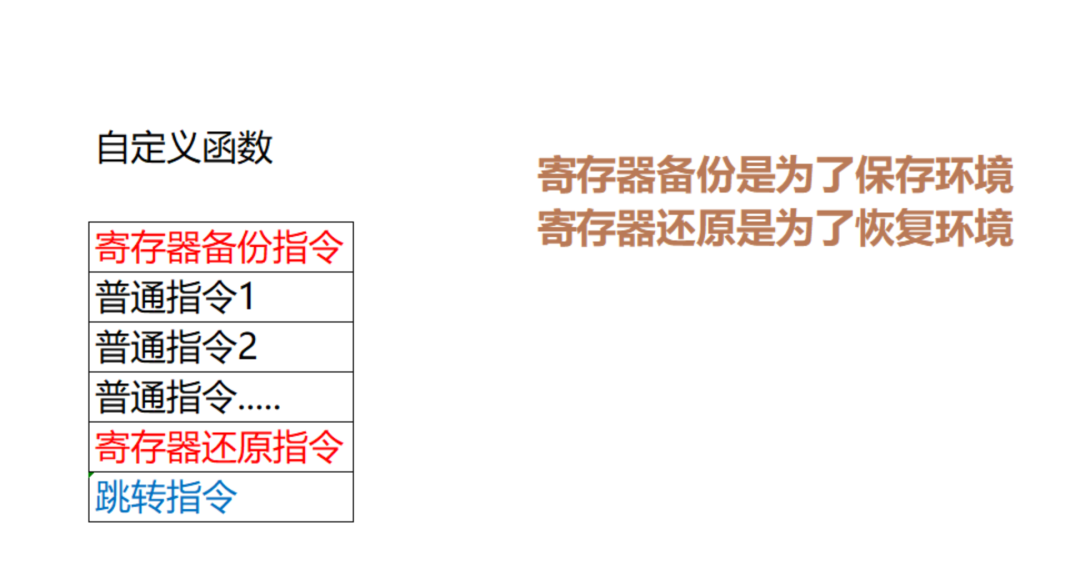 自定义函数
寄存器备份是为了保存环境
寄存器还原是为了恢复环境
寄存器备份指令
普通指令1
普通指令2
普通指令.....
寄存器还原指令
跳转指令